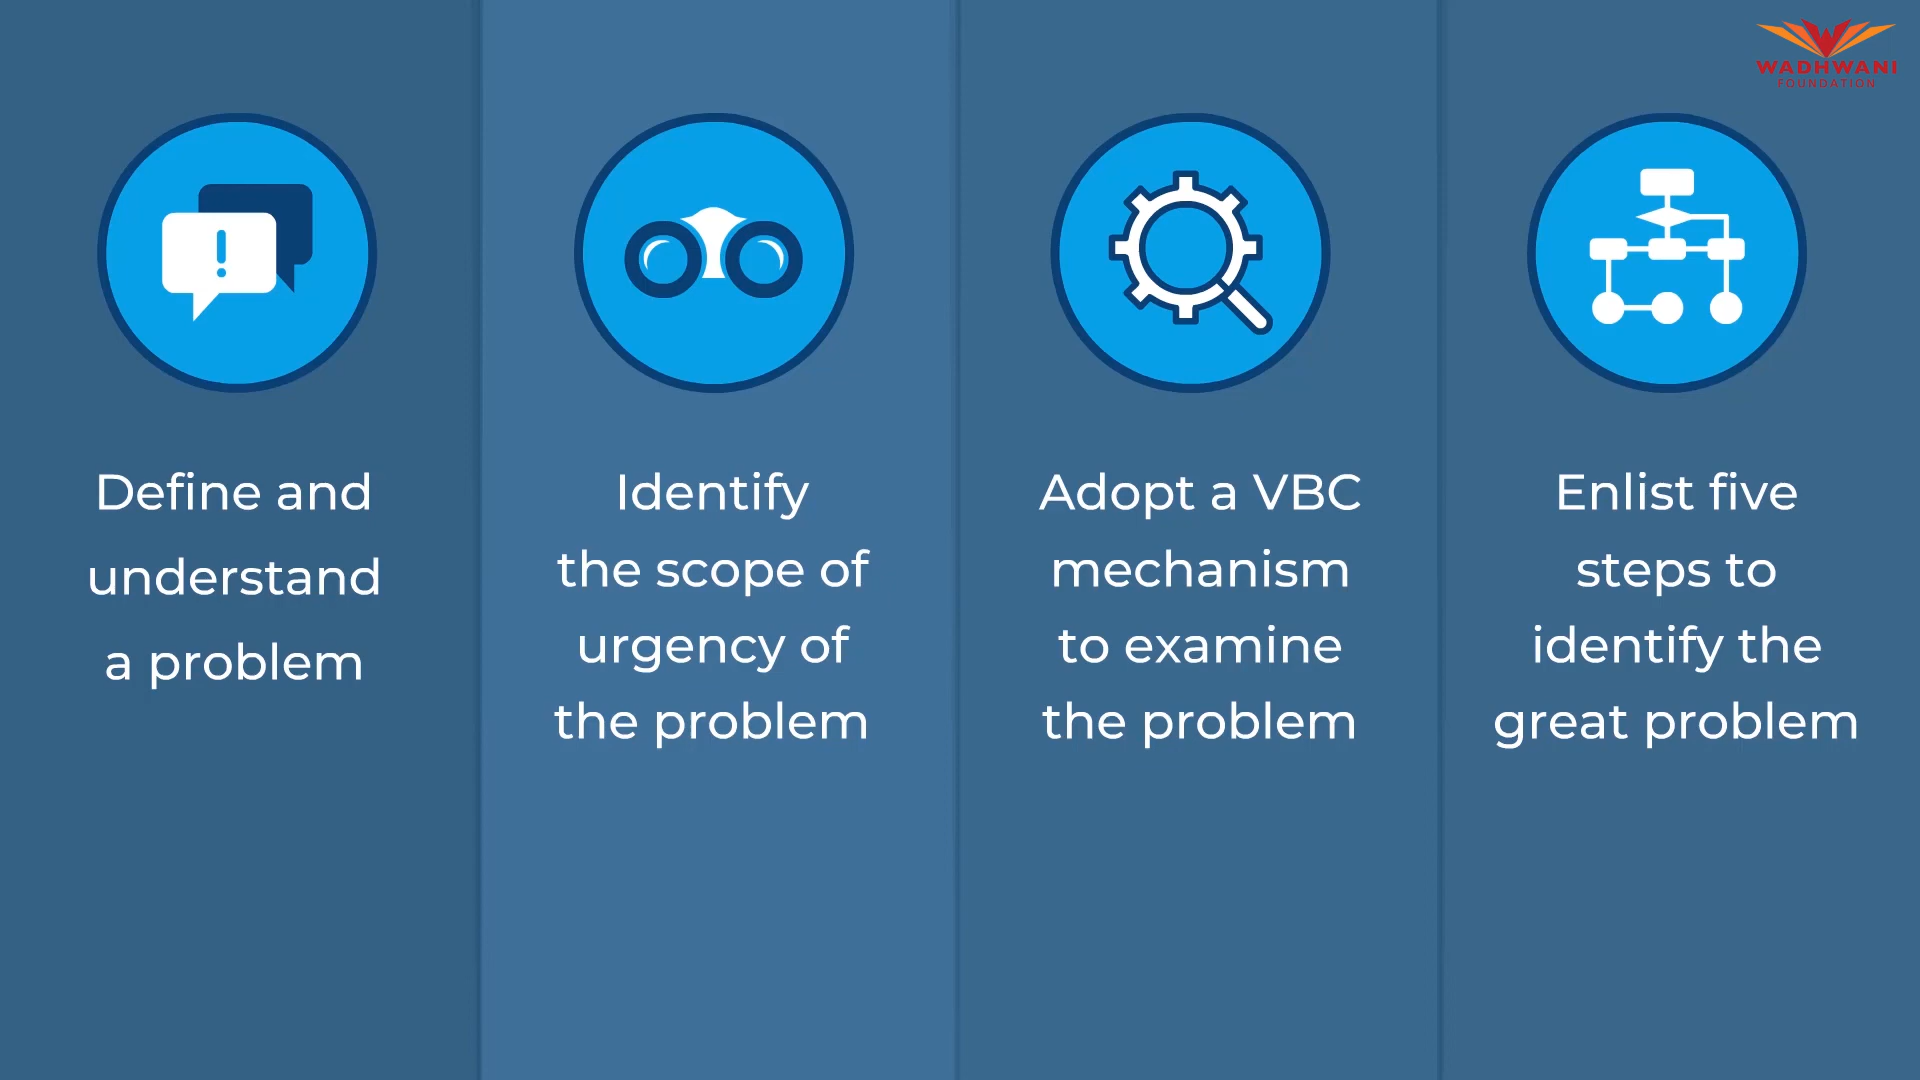 WADHWANI
FOUNDATION
Define and
understand
a problem
Identify
the scope of
urgency of
the problem
Adopt a VBC
mechanism
to examine
the problem
Enlist five
steps to
identify the
great problem